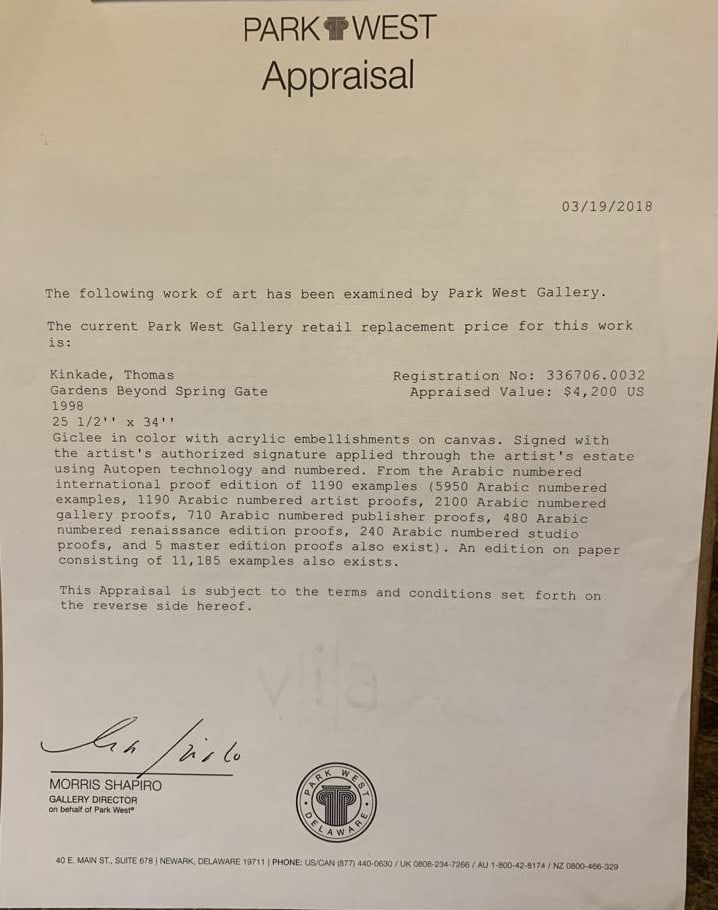 PARK WEST
Appraisal
03/19/2018
The following work of art has been examined by Park West Gallery.
The current Park West Gallery retail replacement price for this work
is:
Kinkade, Thomas Registration No: 336706.0032
Gardens Beyond Spring Gate Appraised Value: $4,200 US
1998
25 1/2'' x 34''
Giclee in color with acrylic embellishments on canvas. Signed with
the artist's authorized signature applied through the artist's estate
using Autopen technology and numbered. From the Arabic numbered
international proof edition of 1190 examples (5950 Arabic numbered
examples, 1190 Arabic numbered artist proofs, 2100 Arabic numbered
gallery proofs, 710 Arabic numbered publisher proofs, 480 Arabic
numbered renaissance edition proofs, 240 Arabic numbered studio
proofs, and 5 master edition proofs also exist). An edition on paper
consisting of 11,185 examples also exists.
This Appraisal is subject to the terms and conditions set forth on
the reverse side hereof.
MORRIS SHAPIRO
GALLERY DIRECTOR
on behalf of Park West®
PARK WEST
DELAWARE
40 E. MAIN ST., SUITE 678 | NEWARK, DELAWARE 19711 | PHONE: US/CAN (877) 440-0630 / UK 0808-234-7266 / AU 1-800-42-8174 / NZ 0800-466-329